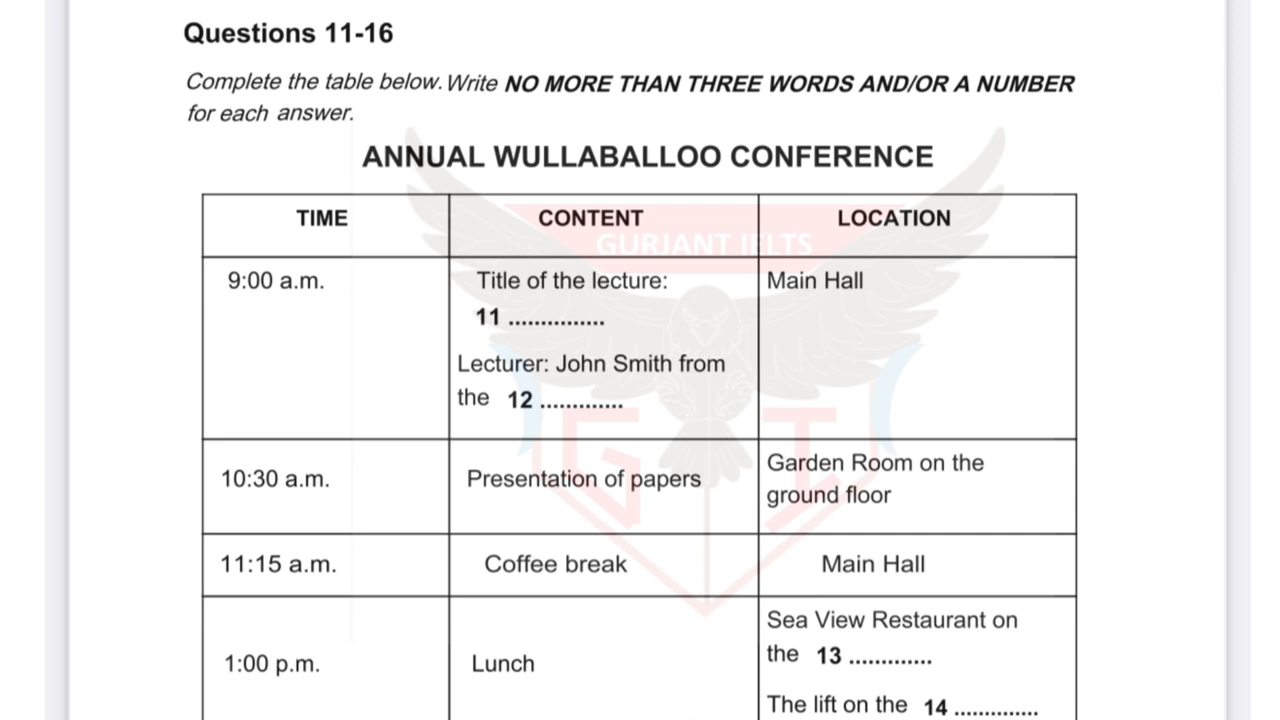 Questions 11-16
Complete the table below. Write NO MORE THAN THREE WORDS AND/OR A NUMBER
for each answer.
ANNUAL WULLABALLOO CONFERENCE
TIME CONTENT LOCATION
GURJANT IELTS
9:00 a.m. Title of the lecture: Main Hall
11 ...............
Lecturer: John Smith from
the 12 .............
10:30 a.m. Presentation of papers Garden Room on the
ground floor
11:15 a.m. Coffee break Main Hall
1:00 p.m. Lunch Sea View Restaurant on
the 13 .............
The lift on the 14 .............
G I